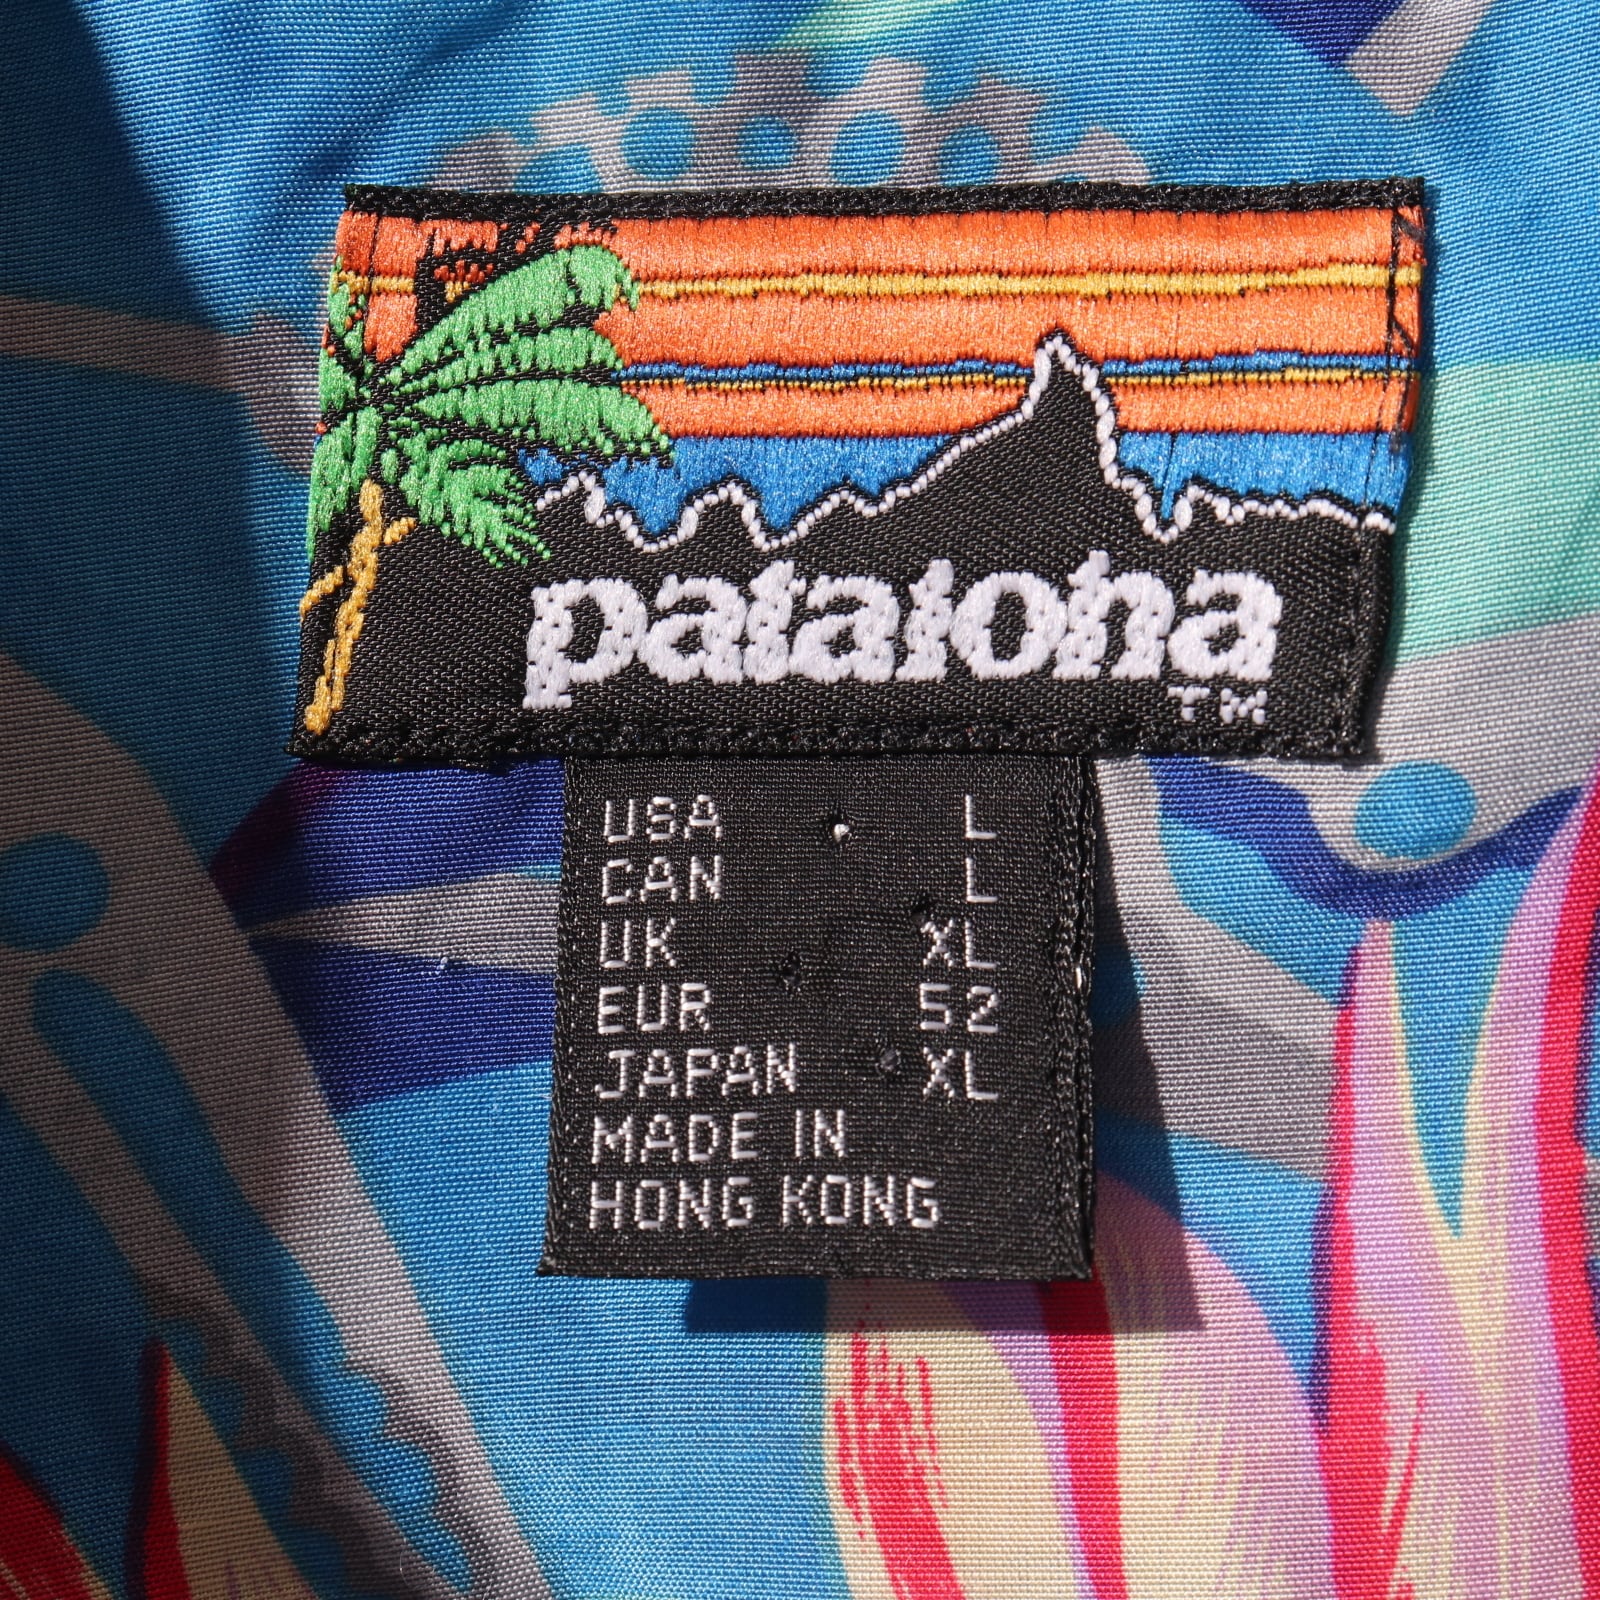 pataloha
TM
USA L
CAN L
UK XL
EUR 52
JAPAN XL
MADE IN
HONG KONG